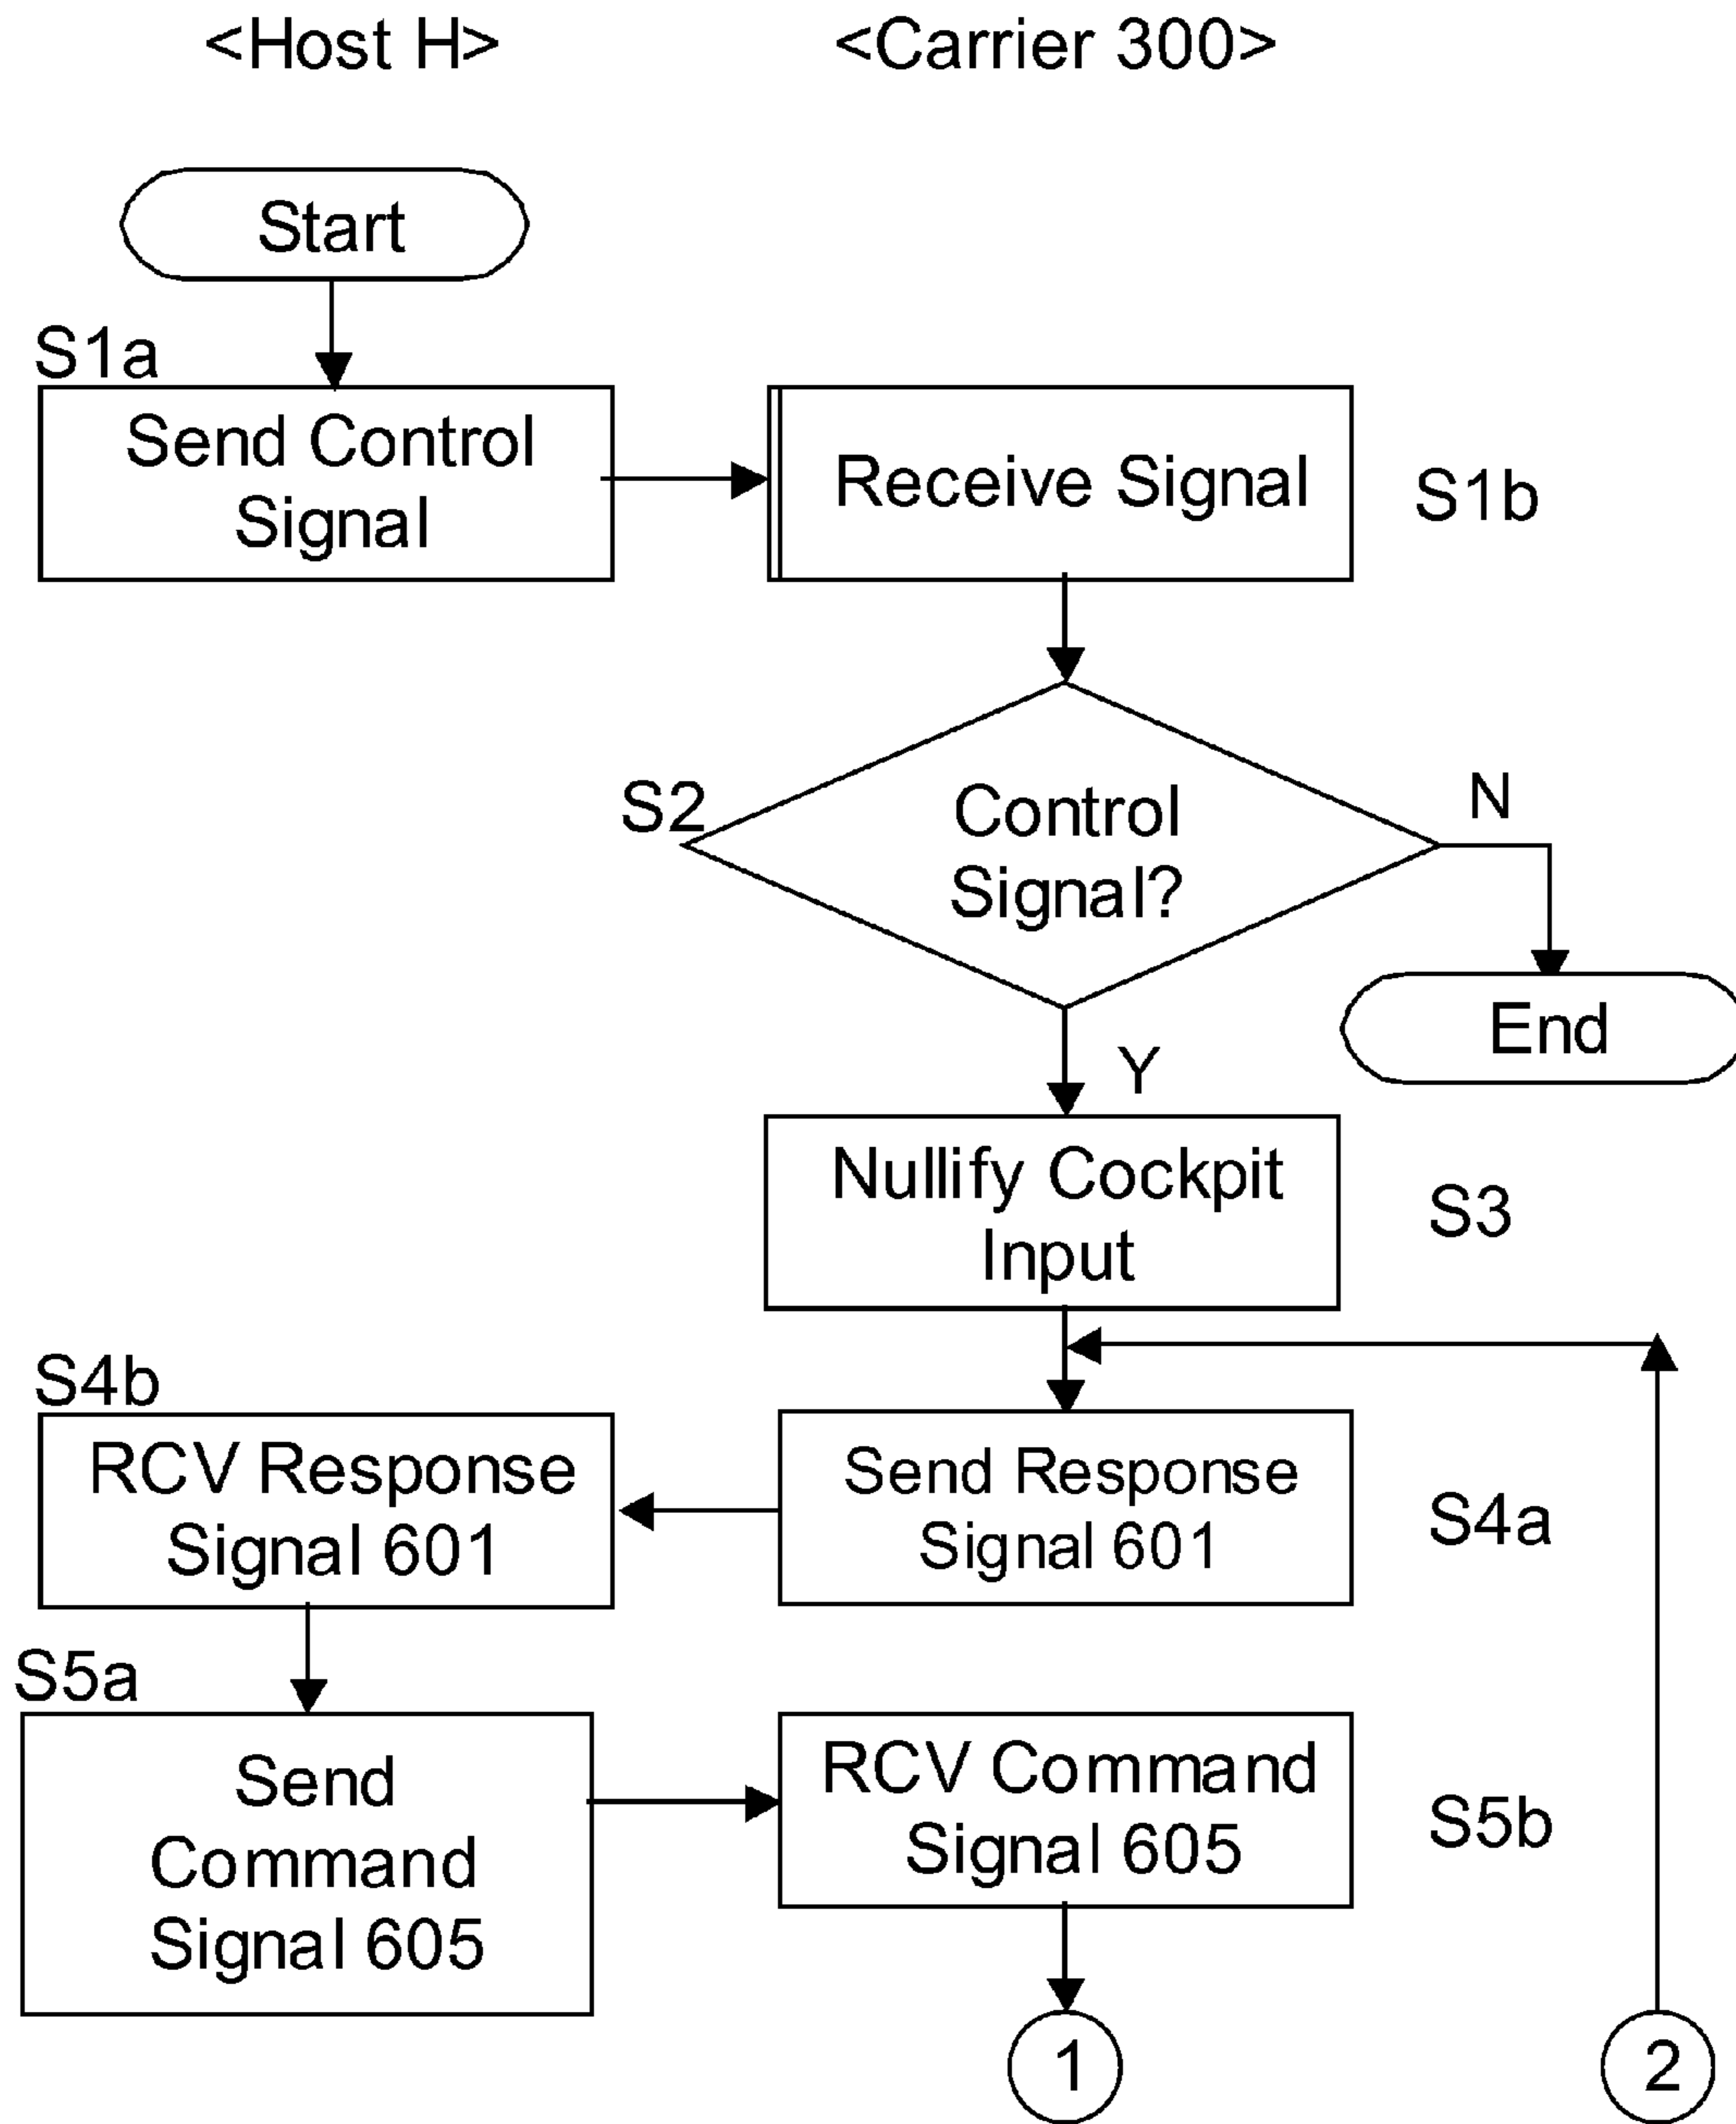 <Host H>
<Carrier 300>
Start
S1a
Send Control
Signal
Receive Signal
S1b
S2
Control
Signal?
N
End
Y
Nullify Cockpit
Input
S3
S4b
RCV Response
Signal 601
Send Response
Signal 601
S4a
S5a
Send
Command
Signal 605
RCV Command
Signal 605
S5b
1
2